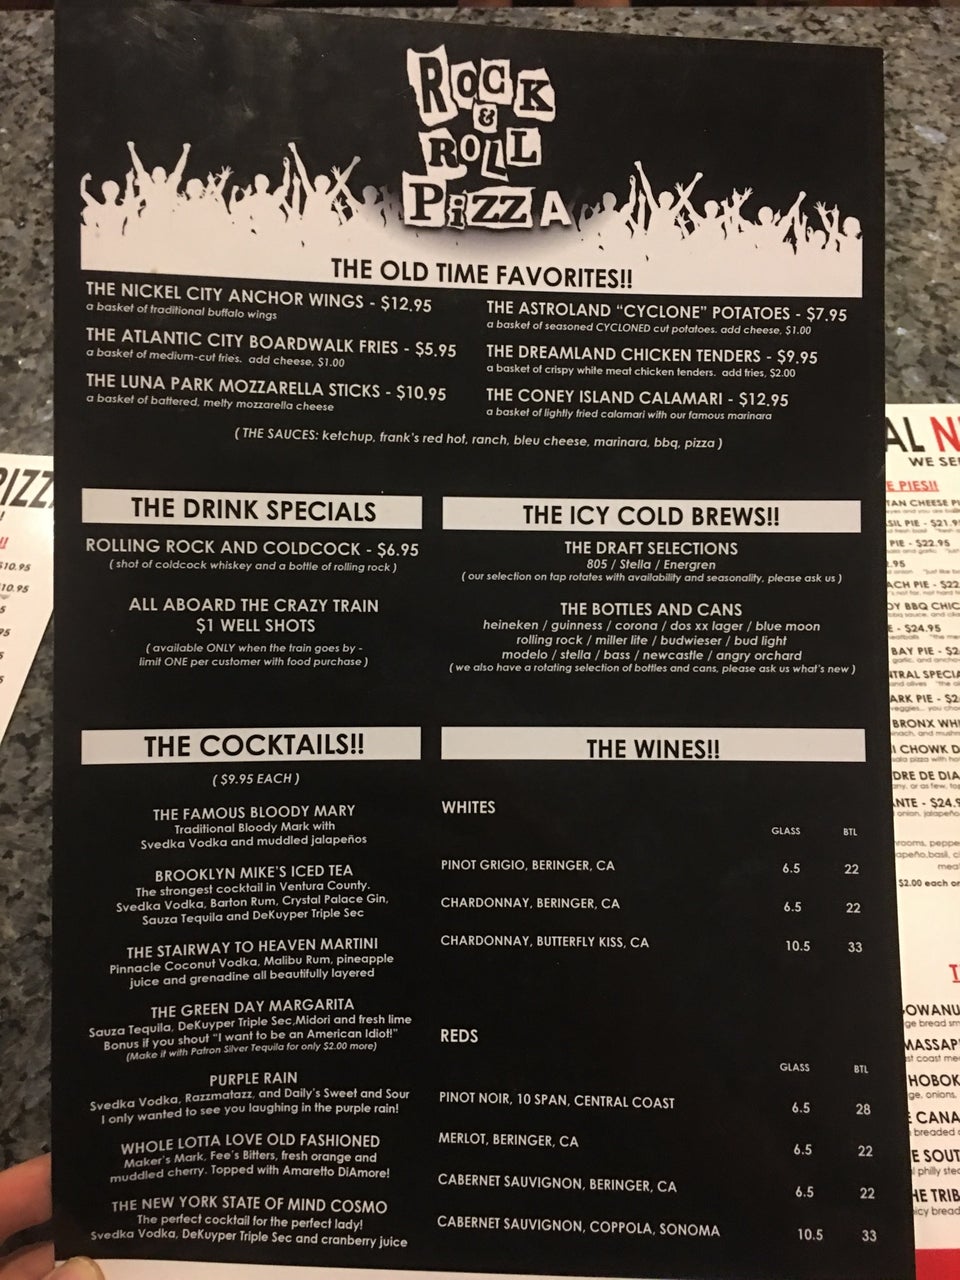 ROCK
&
ROLL
PIZZA
THE OLD TIME FAVORITES!!
THE NICKEL CITY ANCHOR WINGS - $12.95
a basket of traditional buffalo wings
THE ATLANTIC CITY BOARDWALK FRIES - $5.95
a basket of medium-cut fries. add cheese, $1.00
THE LUNA PARK MOZZARELLA STICKS - $10.95
a basket of battered, melty mozzarella cheese
THE ASTROLAND "CYCLONE" POTATOES - $7.95
a basket of seasoned CYCLONED cut potatoes. add cheese, $1.00
THE DREAMLAND CHICKEN TENDERS - $9.95
a basket of crispy white meat chicken tenders. add fries, $2.00
THE CONEY ISLAND CALAMARI - $12.95
a basket of lightly fried calamari with our famous marinara
( THE SAUCES: ketchup, frank's red hot, ranch, bleu cheese, marinara, bbq, pizza )
THE DRINK SPECIALS
ROLLING ROCK AND COLDCOCK - $6.95
( shot of coldcock whiskey and a bottle of rolling rock )
ALL ABOARD THE CRAZY TRAIN
$1 WELL SHOTS
( available ONLY when the train goes by -
limit ONE per customer with food purchase )
THE ICY COLD BREWS!!
THE DRAFT SELECTIONS
805 / Stella / Energren
( our selection on tap rotates with availability and seasonality, please ask us )
THE BOTTLES AND CANS
heineken / guinness / corona / dos xx lager / blue moon
rolling rock / miller lite / budwieser / bud light
modelo / stella / bass / newcastle / angry orchard
( we also have a rotating selection of bottles and cans, please ask us what's new )
THE COCKTAILS!!
( $9.95 EACH )
THE FAMOUS BLOODY MARY
Traditional Bloody Mark with
Svedka Vodka and muddled jalapeños
BROOKLYN MIKE'S ICED TEA
The strongest cocktail in Ventura County.
Svedka Vodka, Barton Rum, Crystal Palace Gin,
Sauza Tequila and DeKuyper Triple Sec
THE STAIRWAY TO HEAVEN MARTINI
Pinnacle Coconut Vodka, Malibu Rum, pineapple
juice and grenadine all beautifully layered
THE GREEN DAY MARGARITA
Sauza Tequila, DeKuyper Triple Sec,Midori and fresh lime
Bonus if you shout "I want to be an American Idiot!"
(Make it with Patron Silver Tequila for only $2.00 more)
PURPLE RAIN
Svedka Vodka, Razzmatazz, and Daily's Sweet and Sour
I only wanted to see you laughing in the purple rain!
WHOLE LOTTA LOVE OLD FASHIONED
Maker's Mark, Fee's Bitters, fresh orange and
muddled cherry. Topped with Amaretto DiAmore!
THE NEW YORK STATE OF MIND COSMO
The perfect cocktail for the perfect lady!
Svedka Vodka, DeKuyper Triple Sec and cranberry juice
THE WINES!!
WHITES
GLASS BTL
PINOT GRIGIO, BERINGER, CA 6.5 22
CHARDONNAY, BERINGER, CA 6.5 22
CHARDONNAY, BUTTERFLY KISS, CA 10.5 33
REDS
GLASS BTL
PINOT NOIR, 10 SPAN, CENTRAL COAST 6.5 28
MERLOT, BERINGER, CA 6.5 22
CABERNET SAUVIGNON, BERINGER, CA 6.5 22
CABERNET SAUVIGNON, COPPOLA, SONOMA 10.5 33